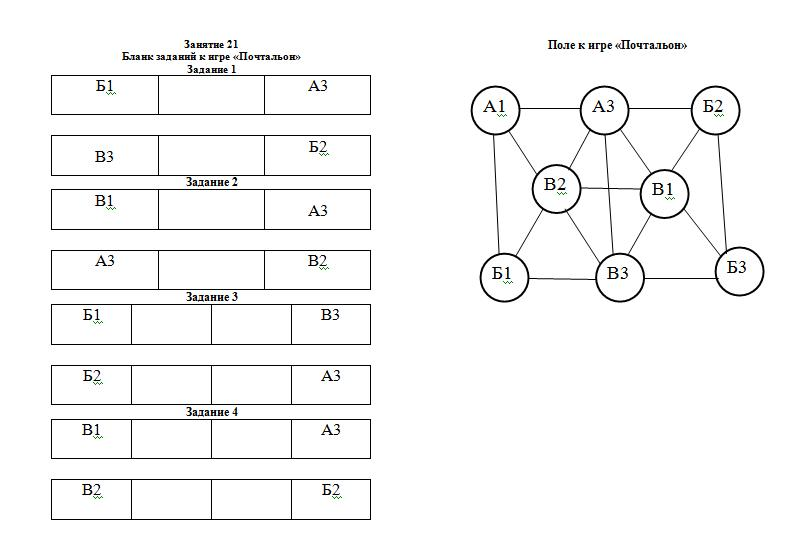 Занятие 21
Бланк заданий к игре «Почтальон»
Задание 1
Б1 А3
В3 Б2
Задание 2
В1 А3
А3 В2
Задание 3
Б1 В3
Б2 А3
Задание 4
В1 А3
В2 Б2
Поле к игре «Почтальон»
А1 А3 Б2
В2 В1
Б1 В3 Б3